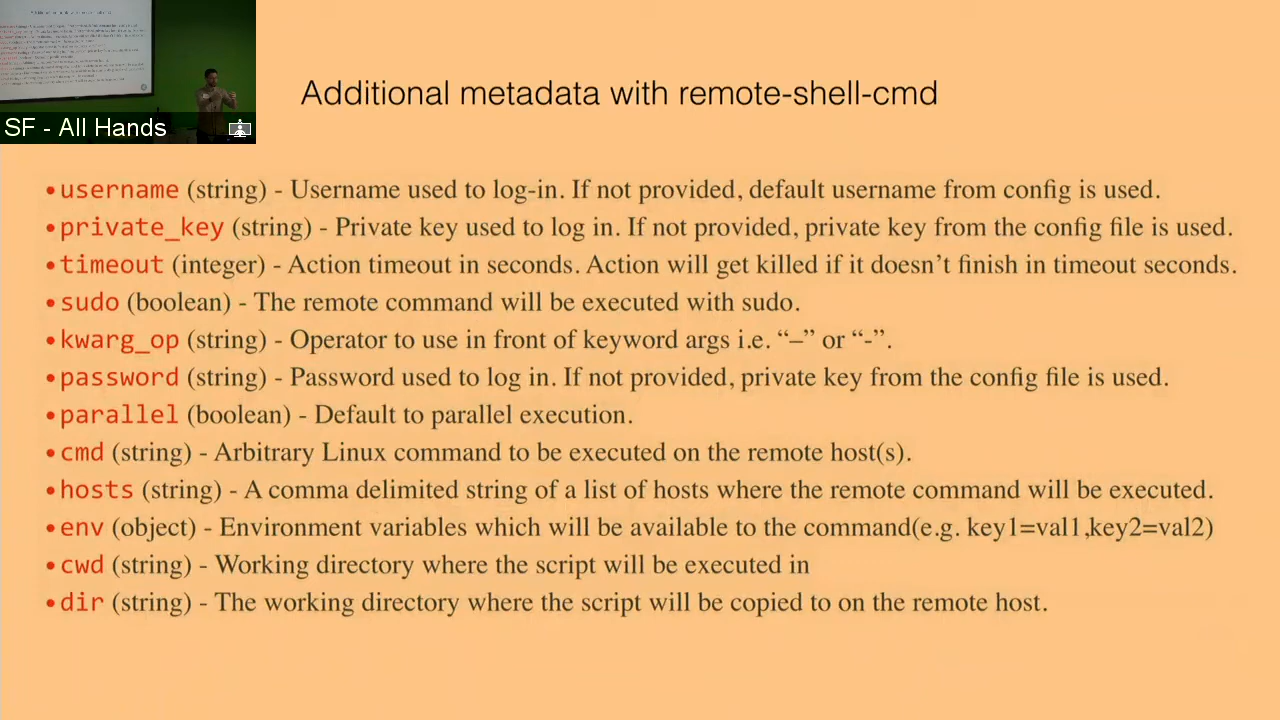 SF - All Hands
Additional metadata with remote-shell-cmd
•username (string) - Username used to log-in. If not provided, default username from config is used.
•private_key (string) - Private key used to log in. If not provided, private key from the config file is used.
•timeout (integer) - Action timeout in seconds. Action will get killed if it doesn’t finish in timeout seconds.
•sudo (boolean) - The remote command will be executed with sudo.
•kwarg_op (string) - Operator to use in front of keyword args i.e. “–” or “-”.
•password (string) - Password used to log in. If not provided, private key from the config file is used.
•parallel (boolean) - Default to parallel execution.
•cmd (string) - Arbitrary Linux command to be executed on the remote host(s).
•hosts (string) - A comma delimited string of a list of hosts where the remote command will be executed.
•env (object) - Environment variables which will be available to the command(e.g. key1=val1,key2=val2)
•cwd (string) - Working directory where the script will be executed in
•dir (string) - The working directory where the script will be copied to on the remote host.